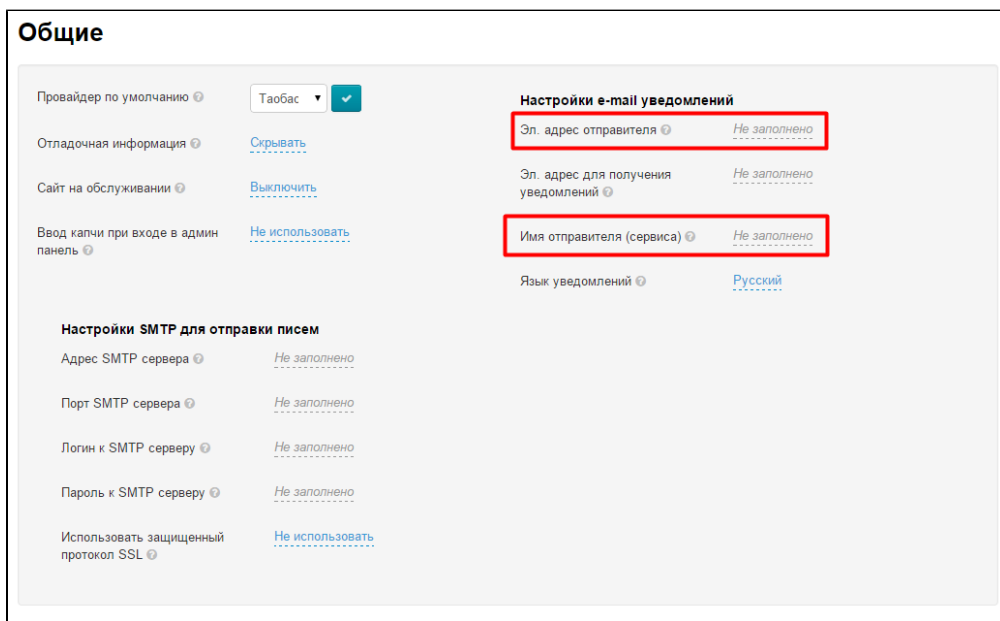 Общие
Провайдер по умолчанию
Таобас
Отладочная информация
Скрывать
Сайт на обслуживании
Выключить
Ввод капчи при входе в админ
панель
Не использовать
Настройки e-mail уведомлений
Эл. адрес отправителя
Не заполнено
Эл. адрес для получения
уведомлений
Не заполнено
Имя отправителя (сервиса)
Не заполнено
Язык уведомлений
Русский
Настройки SMTP для отправки писем
Адрес SMTP сервера
Не заполнено
Порт SMTP сервера
Не заполнено
Логин к SMTP серверу
Не заполнено
Пароль к SMTP серверу
Не заполнено
Использовать защищенный
протокол SSL
Не использовать